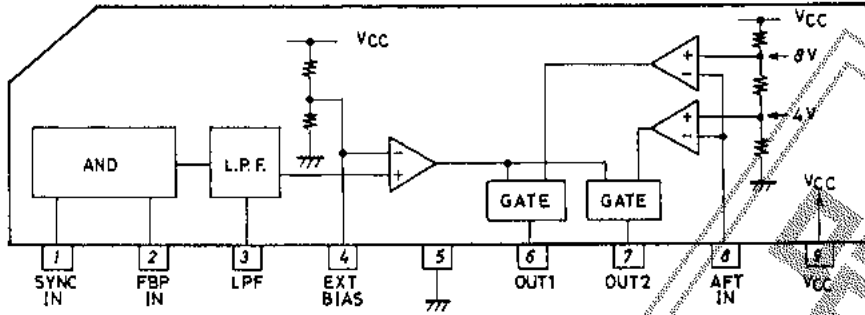 VCC
VCC
8V
4V
AND
L.P.F.
GATE
GATE
VCC
1
2
3
4
5
6
7
8
9
SYNC IN
FBP IN
LPF
EXT BIAS
OUT1
OUT2
AFT IN
VCC